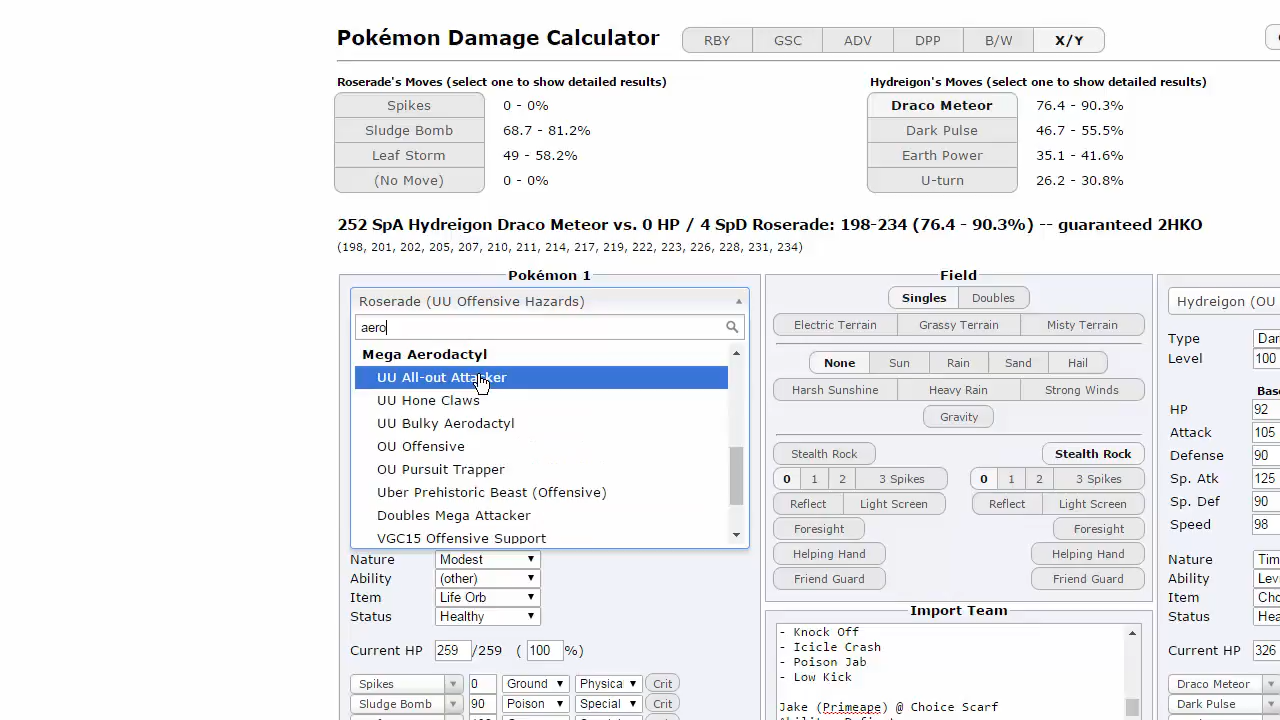 Pokémon Damage Calculator
RBY GSC ADV DPP B/W X/Y
Roserade's Moves (select one to show detailed results)
Spikes 0 - 0%
Sludge Bomb 68.7 - 81.2%
Leaf Storm 49 - 58.2%
(No Move) 0 - 0%
Hydreigon's Moves (select one to show detailed results)
Draco Meteor 76.4 - 90.3%
Dark Pulse 46.7 - 55.5%
Earth Power 35.1 - 41.6%
U-turn 26.2 - 30.8%
252 SpA Hydreigon Draco Meteor vs. 0 HP / 4 SpD Roserade: 198-234 (76.4 - 90.3%) -- guaranteed 2HKO
(198, 201, 202, 205, 207, 210, 211, 214, 217, 219, 222, 223, 226, 228, 231, 234)
Pokémon 1
Roserade (UU Offensive Hazards)
aero
Mega Aerodactyl
UU All-out Attacker
UU Hone Claws
UU Bulky Aerodactyl
OU Offensive
OU Pursuit Trapper
Uber Prehistoric Beast (Offensive)
Doubles Mega Attacker
VGC15 Offensive Support
Nature Modest
Ability (other)
Item Life Orb
Status Healthy
Current HP 259 /259 ( 100 %)
Spikes 0 Ground Physica Crit
Sludge Bomb 90 Poison Special Crit
Field
Singles Doubles
Electric Terrain Grassy Terrain Misty Terrain
None Sun Rain Sand Hail
Harsh Sunshine Heavy Rain Strong Winds
Gravity
Stealth Rock Stealth Rock
0 1 2 3 Spikes 0 1 2 3 Spikes
Reflect Light Screen Reflect Light Screen
Foresight Foresight
Helping Hand Helping Hand
Friend Guard Friend Guard
Import Team
- Knock Off
- Icicle Crash
- Poison Jab
- Low Kick
Jake (Primeape) @ Choice Scarf
Hydreigon (OU
Type Dar
Level 100
Base
HP 92
Attack 105
Defense 90
Sp. Atk 125
Sp. Def 90
Speed 98
Nature Tim
Ability Lev
Item Cho
Status Hea
Current HP 326
Draco Meteor
Dark Pulse